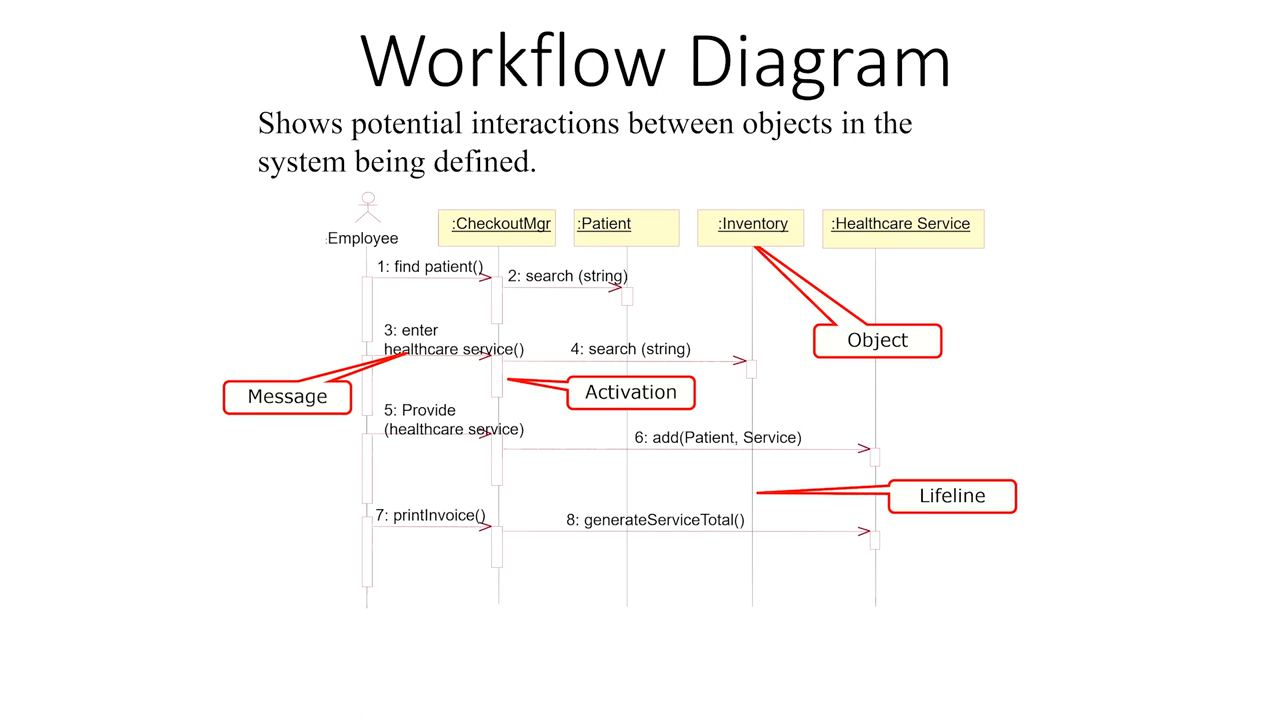 Workflow Diagram
Shows potential interactions between objects in the
system being defined.
:Employee
:CheckoutMgr
:Patient
:Inventory
:Healthcare Service
1: find patient()
2: search (string)
3: enter
healthcare service()
4: search (string)
Object
Message
Activation
5: Provide
(healthcare service)
6: add(Patient, Service)
Lifeline
7: printInvoice()
8: generateServiceTotal()